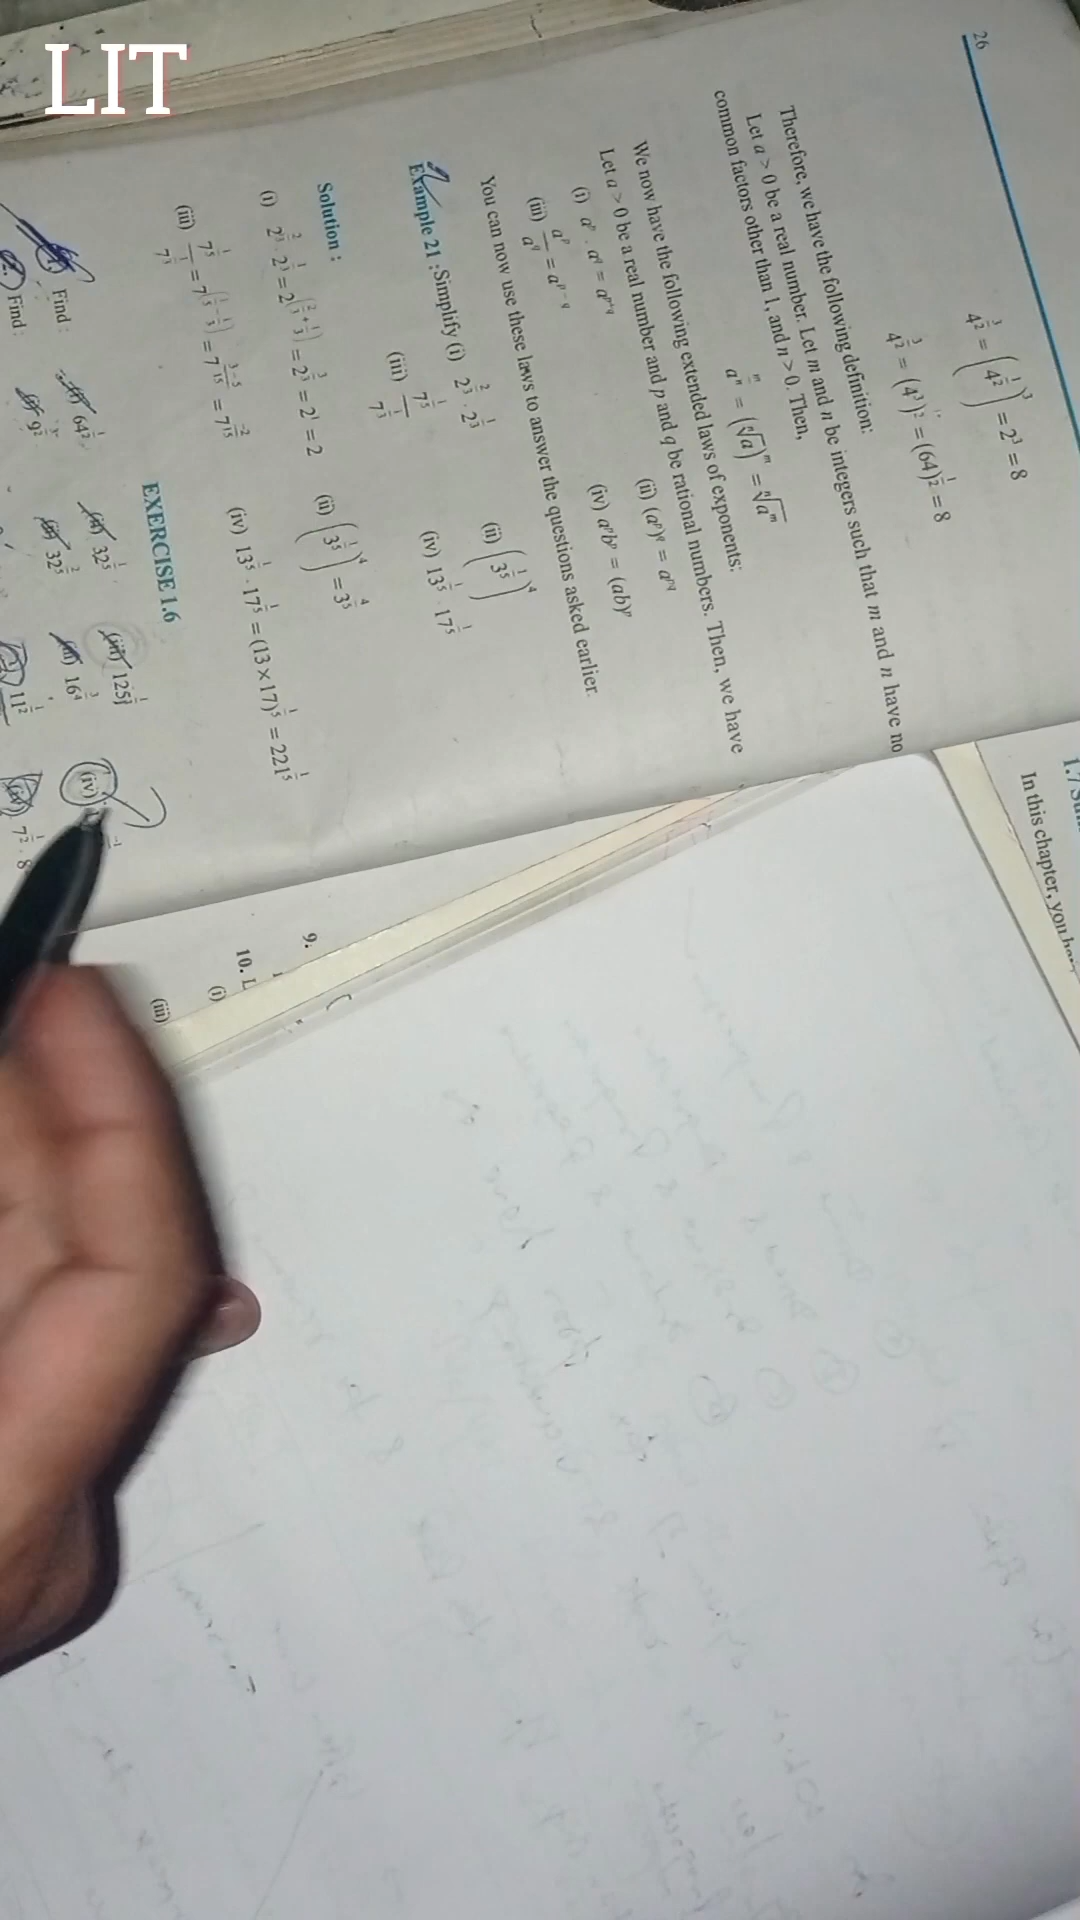 LIT
26
4^(3/2) = (4^(1/2))^3 = 2^3 = 8
4^(3/2) = (4^3)^(1/2) = (64)^(1/2) = 8
Therefore, we have the following definition:
Let a > 0 be a real number. Let m and n be integers such that m and n have no
common factors other than 1, and n > 0. Then,
a^(m/n) = (ⁿ√a)^m = ⁿ√a^m
We now have the following extended laws of exponents:
Let a > 0 be a real number and p and q be rational numbers. Then, we have
(i) a^p . a^q = a^(p+q) (ii) (a^p)^q = a^(pq)
(iii) a^p/a^q = a^(p – q) (iv) a^p b^p = (ab)^p
You can now use these laws to answer the questions asked earlier.
Example 21 : Simplify (i) 2^(2/3) · 2^(1/3) (ii) (3^(1/5))^4
(iii) 7^(1/5)/7^(1/3) (iv) 13^(1/5) · 17^(1/5)
Solution :
(i) 2^(2/3) · 2^(1/3) = 2^(2/3 + 1/3) = 2^(3/3) = 2^1 = 2 (ii) (3^(1/5))^4 = 3^(4/5)
(iii) 7^(1/5)/7^(1/3) = 7^(1/5 – 1/3) = 7^((3–5)/15) = 7^(–2/15) (iv) 13^(1/5) · 17^(1/5) = (13 × 17)^(1/5) = 221^(1/5)
EXERCISE 1.6
Find : (i) 64^(1/2) (ii) 32^(1/5) (iii) 125^(1/3) (iv)
2. Find : (i) 9^(3/2) (ii) 32^(2/5) (iii) 16^(3/4)
11^(1/2) (iv) 7^(1/2) . 8
In this chapter, you
9.
10.
(i)
(iii)